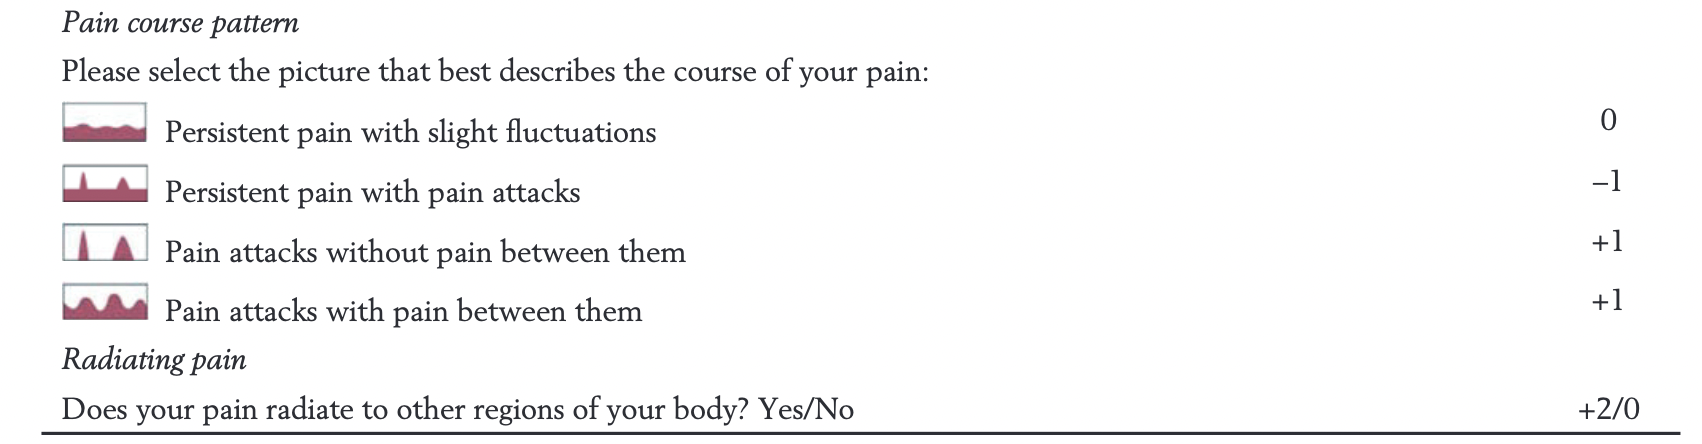 Pain course pattern
Please select the picture that best describes the course of your pain:
Persistent pain with slight fluctuations 0
Persistent pain with pain attacks –1
Pain attacks without pain between them +1
Pain attacks with pain between them +1
Radiating pain
Does your pain radiate to other regions of your body? Yes/No +2/0